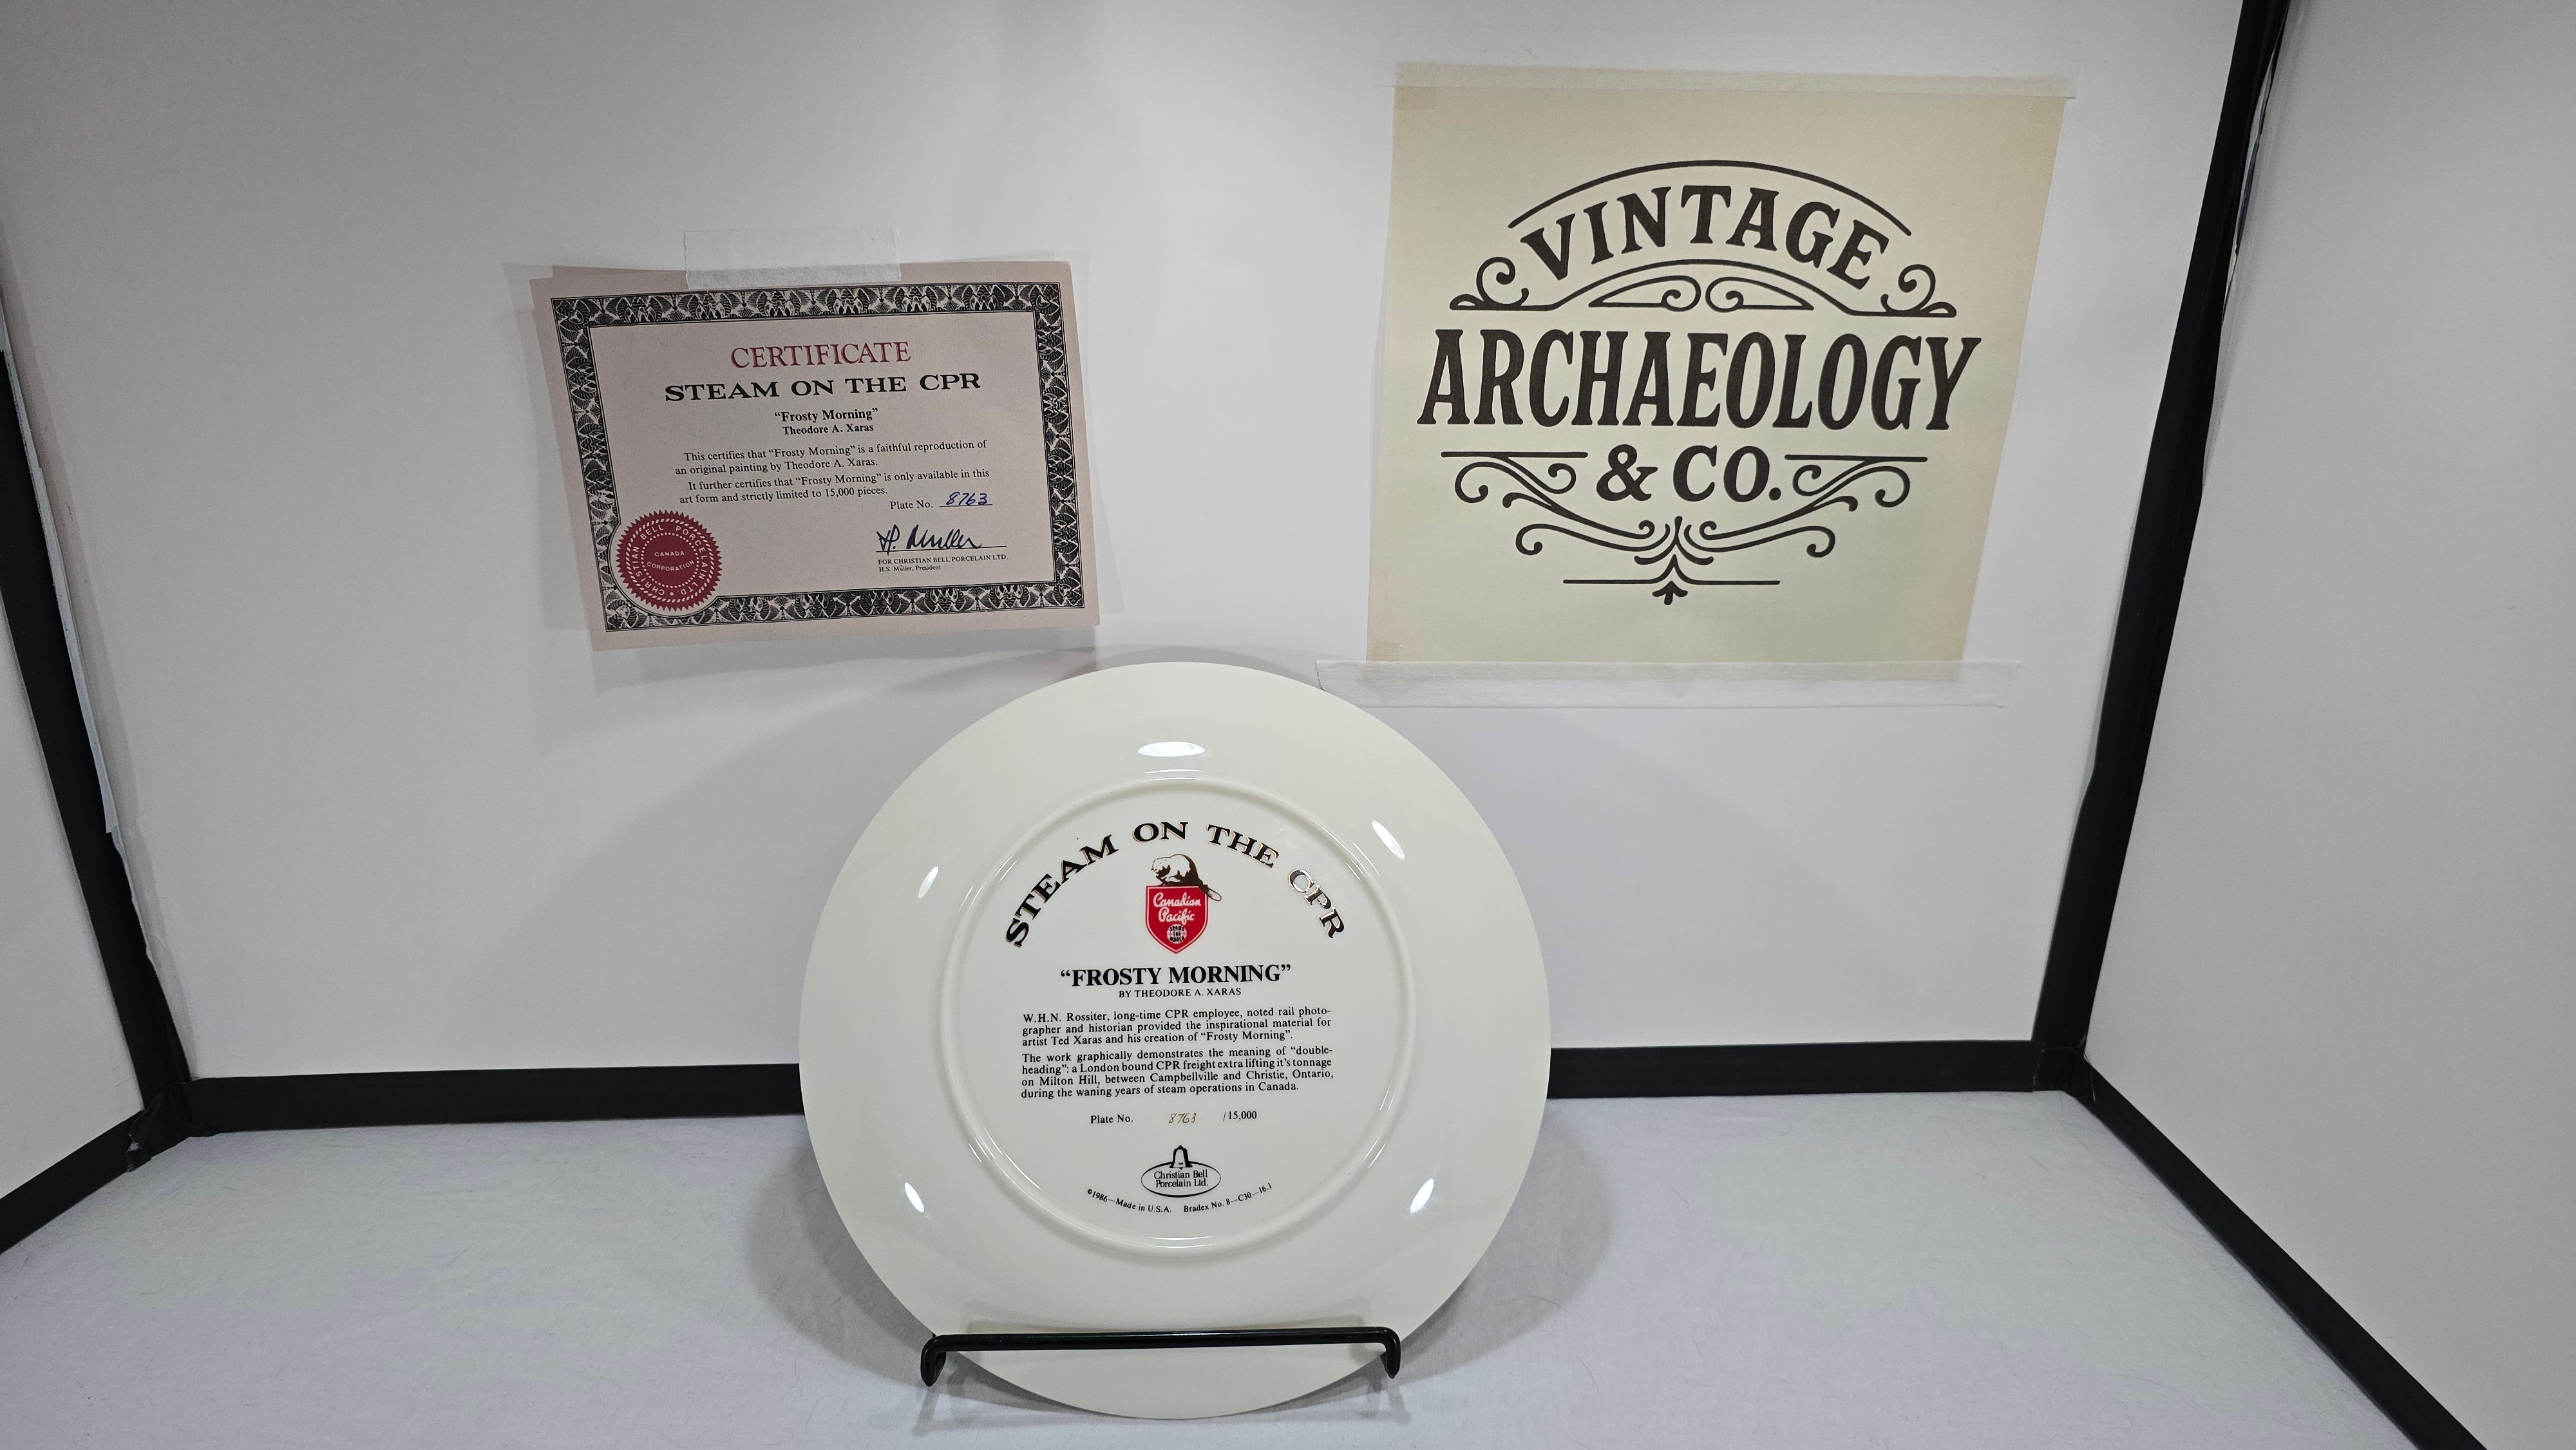 CERTIFICATE
STEAM ON THE CPR
“Frosty Morning”
Theodore A. Xaras
This certifies that “Frosty Morning” is a faithful reproduction of
an original painting by Theodore A. Xaras.
It further certifies that “Frosty Morning” is only available in this
art form and strictly limited to 15,000 pieces.
Plate No. 8763
H. Müller
FOR CHRISTIAN BELL PORCELAIN LTD.
H.S. Müller, President
CHRISTIAN BELL PORCELAIN LTD.
CANADA
CORPORATION
VINTAGE
ARCHAEOLOGY
& CO.
STEAM ON THE CPR
Canadian
Pacific
“FROSTY MORNING”
BY THEODORE A. XARAS
W.H.N. Rossiter, long-time CPR employee, noted rail photo-
grapher and historian provided the inspirational material for
artist Ted Xaras and his creation of “Frosty Morning”.
The work graphically demonstrates the meaning of “double-
heading”: a London bound CPR freight extra lifting it's tonnage
on Milton Hill, between Campbellville and Christie, Ontario,
during the waning years of steam operations in Canada.
Plate No. 8763 /15,000
Christian Bell
Porcelain Ltd.
©1986—Made in U.S.A. Bradex No. 8—C30—16.1